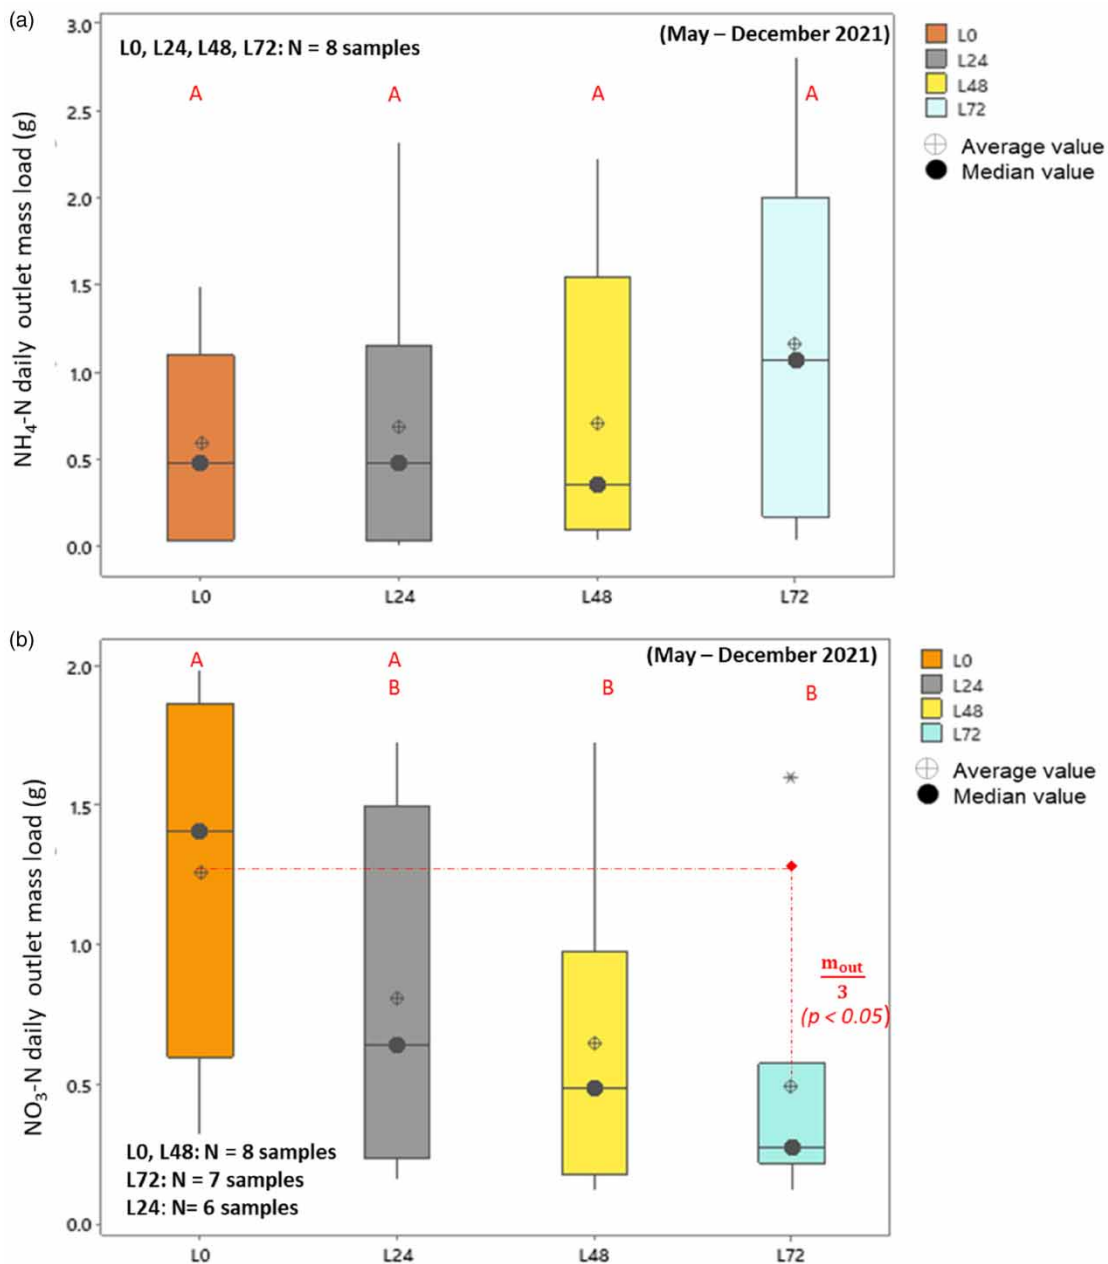 (a)
NH4-N daily outlet mass load (g)
3.0
2.5
2.0
1.5
1.0
0.5
0.0
L0, L24, L48, L72: N = 8 samples
(May – December 2021)
A
A
A
A
L0
L24
L48
L72
L0
L24
L48
L72
Average value
Median value
(b)
NO3-N daily outlet mass load (g)
2.0
1.5
1.0
0.5
0.0
A
A
B
B
B
(May – December 2021)
mout
3
(p < 0.05)
L0, L48: N = 8 samples
L72: N = 7 samples
L24: N= 6 samples
L0
L24
L48
L72
L0
L24
L48
L72
Average value
Median value